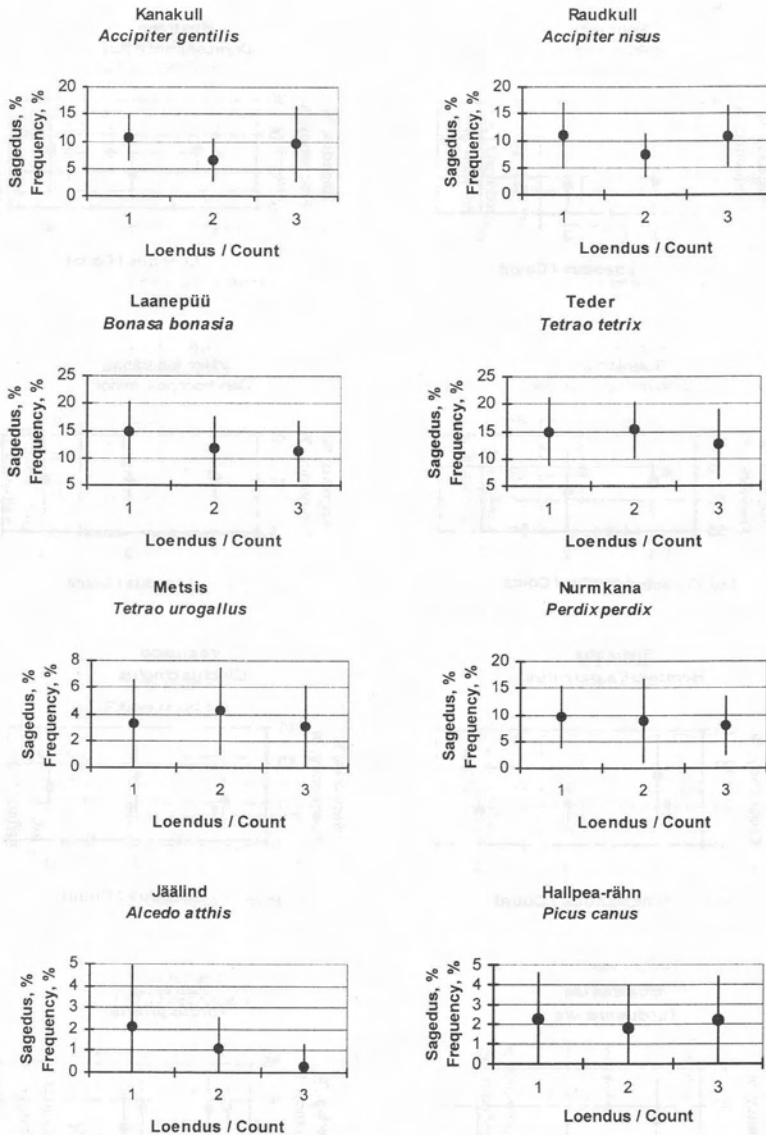 Kanakull
Accipiter gentilis
Sagedus, %
Frequency, %
20
15
10
5
0
1 2 3
Loendus / Count
Raudkull
Accipiter nisus
Sagedus, %
Frequency, %
20
15
10
5
0
1 2 3
Loendus / Count
Laanepüü
Bonasa bonasia
Sagedus, %
Frequency, %
25
20
15
10
5
1 2 3
Loendus / Count
Teder
Tetrao tetrix
Sagedus, %
Frequency, %
25
20
15
10
5
1 2 3
Loendus / Count
Metsis
Tetrao urogallus
Sagedus, %
Frequency, %
8
6
4
2
0
1 2 3
Loendus / Count
Nurmkana
Perdix perdix
Sagedus, %
Frequency, %
20
15
10
5
0
1 2 3
Loendus / Count
Jäälind
Alcedo atthis
Sagedus, %
Frequency, %
5
4
3
2
1
0
1 2 3
Loendus / Count
Hallpea-rähn
Picus canus
Sagedus, %
Frequency, %
5
4
3
2
1
0
1 2 3
Loendus / Count